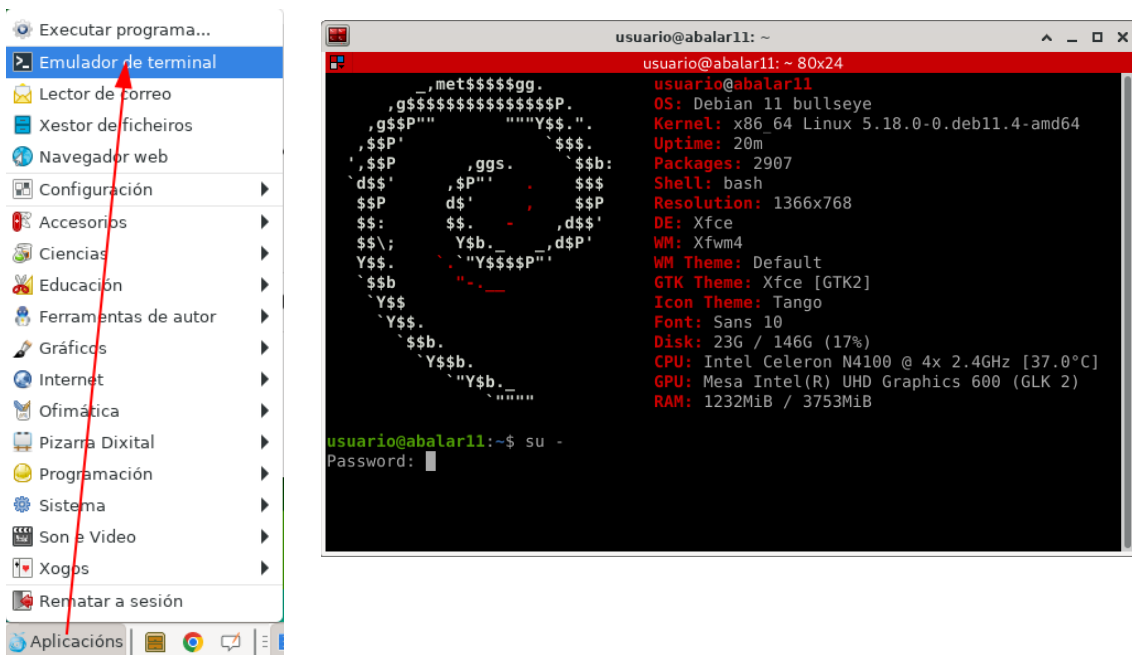 Executar programa...
Emulador de terminal
Lector de correo
Xestor de ficheiros
Navegador web
Configuración
Accesorios
Ciencias
Educación
Ferramentas de autor
Gráficos
Internet
Ofimática
Pizarra Dixital
Programación
Sistema
Son e Video
Xogos
Rematar a sesión
Aplicacións
usuario@abalar11: ~
usuario@abalar11: ~ 80x24
_,met$$$$$gg. usuario@abalar11
,g$$$$$$$$$$$$$$$P. OS: Debian 11 bullseye
,g$$P"" """Y$$.". Kernel: x86_64 Linux 5.18.0-0.deb11.4-amd64
,$$P' `$$$. Uptime: 20m
',$$P ,ggs. `$$b: Packages: 2907
`d$$' ,$P"' . $$$ Shell: bash
$$P d$' , $$P Resolution: 1366x768
$$: $$. - ,d$$' DE: Xfce
$$\; Y$b._ _,d$P' WM: Xfwm4
Y$$. `.`"Y$$$$P"' WM Theme: Default
`$$b "-.__ GTK Theme: Xfce [GTK2]
`Y$$ Icon Theme: Tango
`Y$$. Font: Sans 10
`$$b. Disk: 23G / 146G (17%)
`Y$$b. CPU: Intel Celeron N4100 @ 4x 2.4GHz [37.0°C]
`"Y$b._ GPU: Mesa Intel(R) UHD Graphics 600 (GLK 2)
`"""" RAM: 1232MiB / 3753MiB
usuario@abalar11:~$ su -
Password: